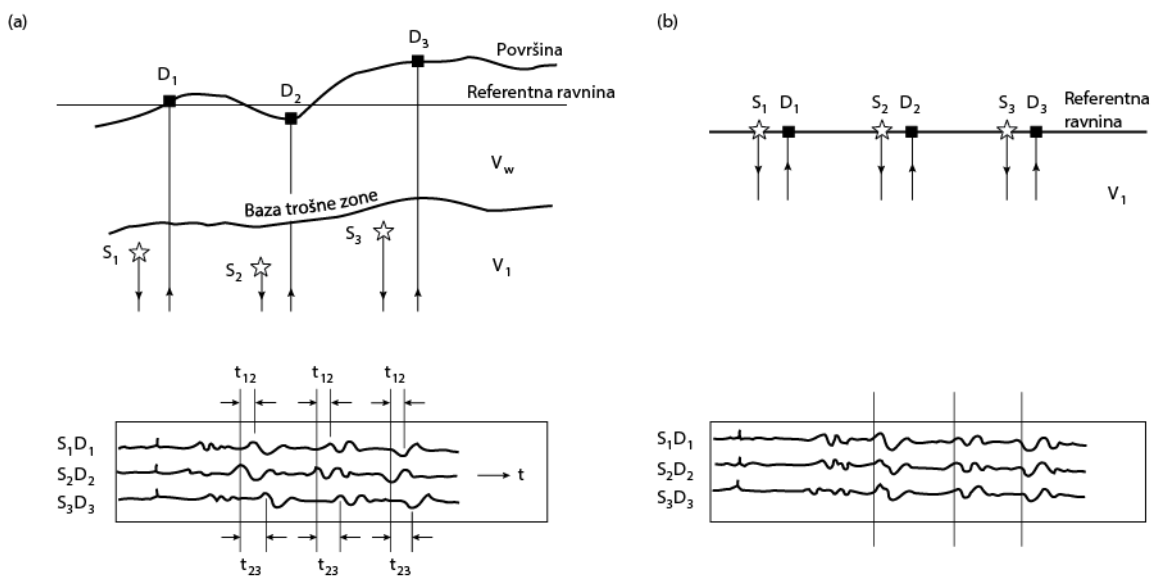 (a)
D₃
Površina
D₁
D₂
Referentna ravnina
V_w
Baza trošne zone
S₁
S₂
S₃
V₁
t₁₂ t₁₂ t₁₂
S₁D₁
S₂D₂
t
S₃D₃
t₂₃ t₂₃ t₂₃
(b)
S₁ D₁ S₂ D₂ S₃ D₃
Referentna
ravnina
V₁
S₁D₁
S₂D₂
S₃D₃